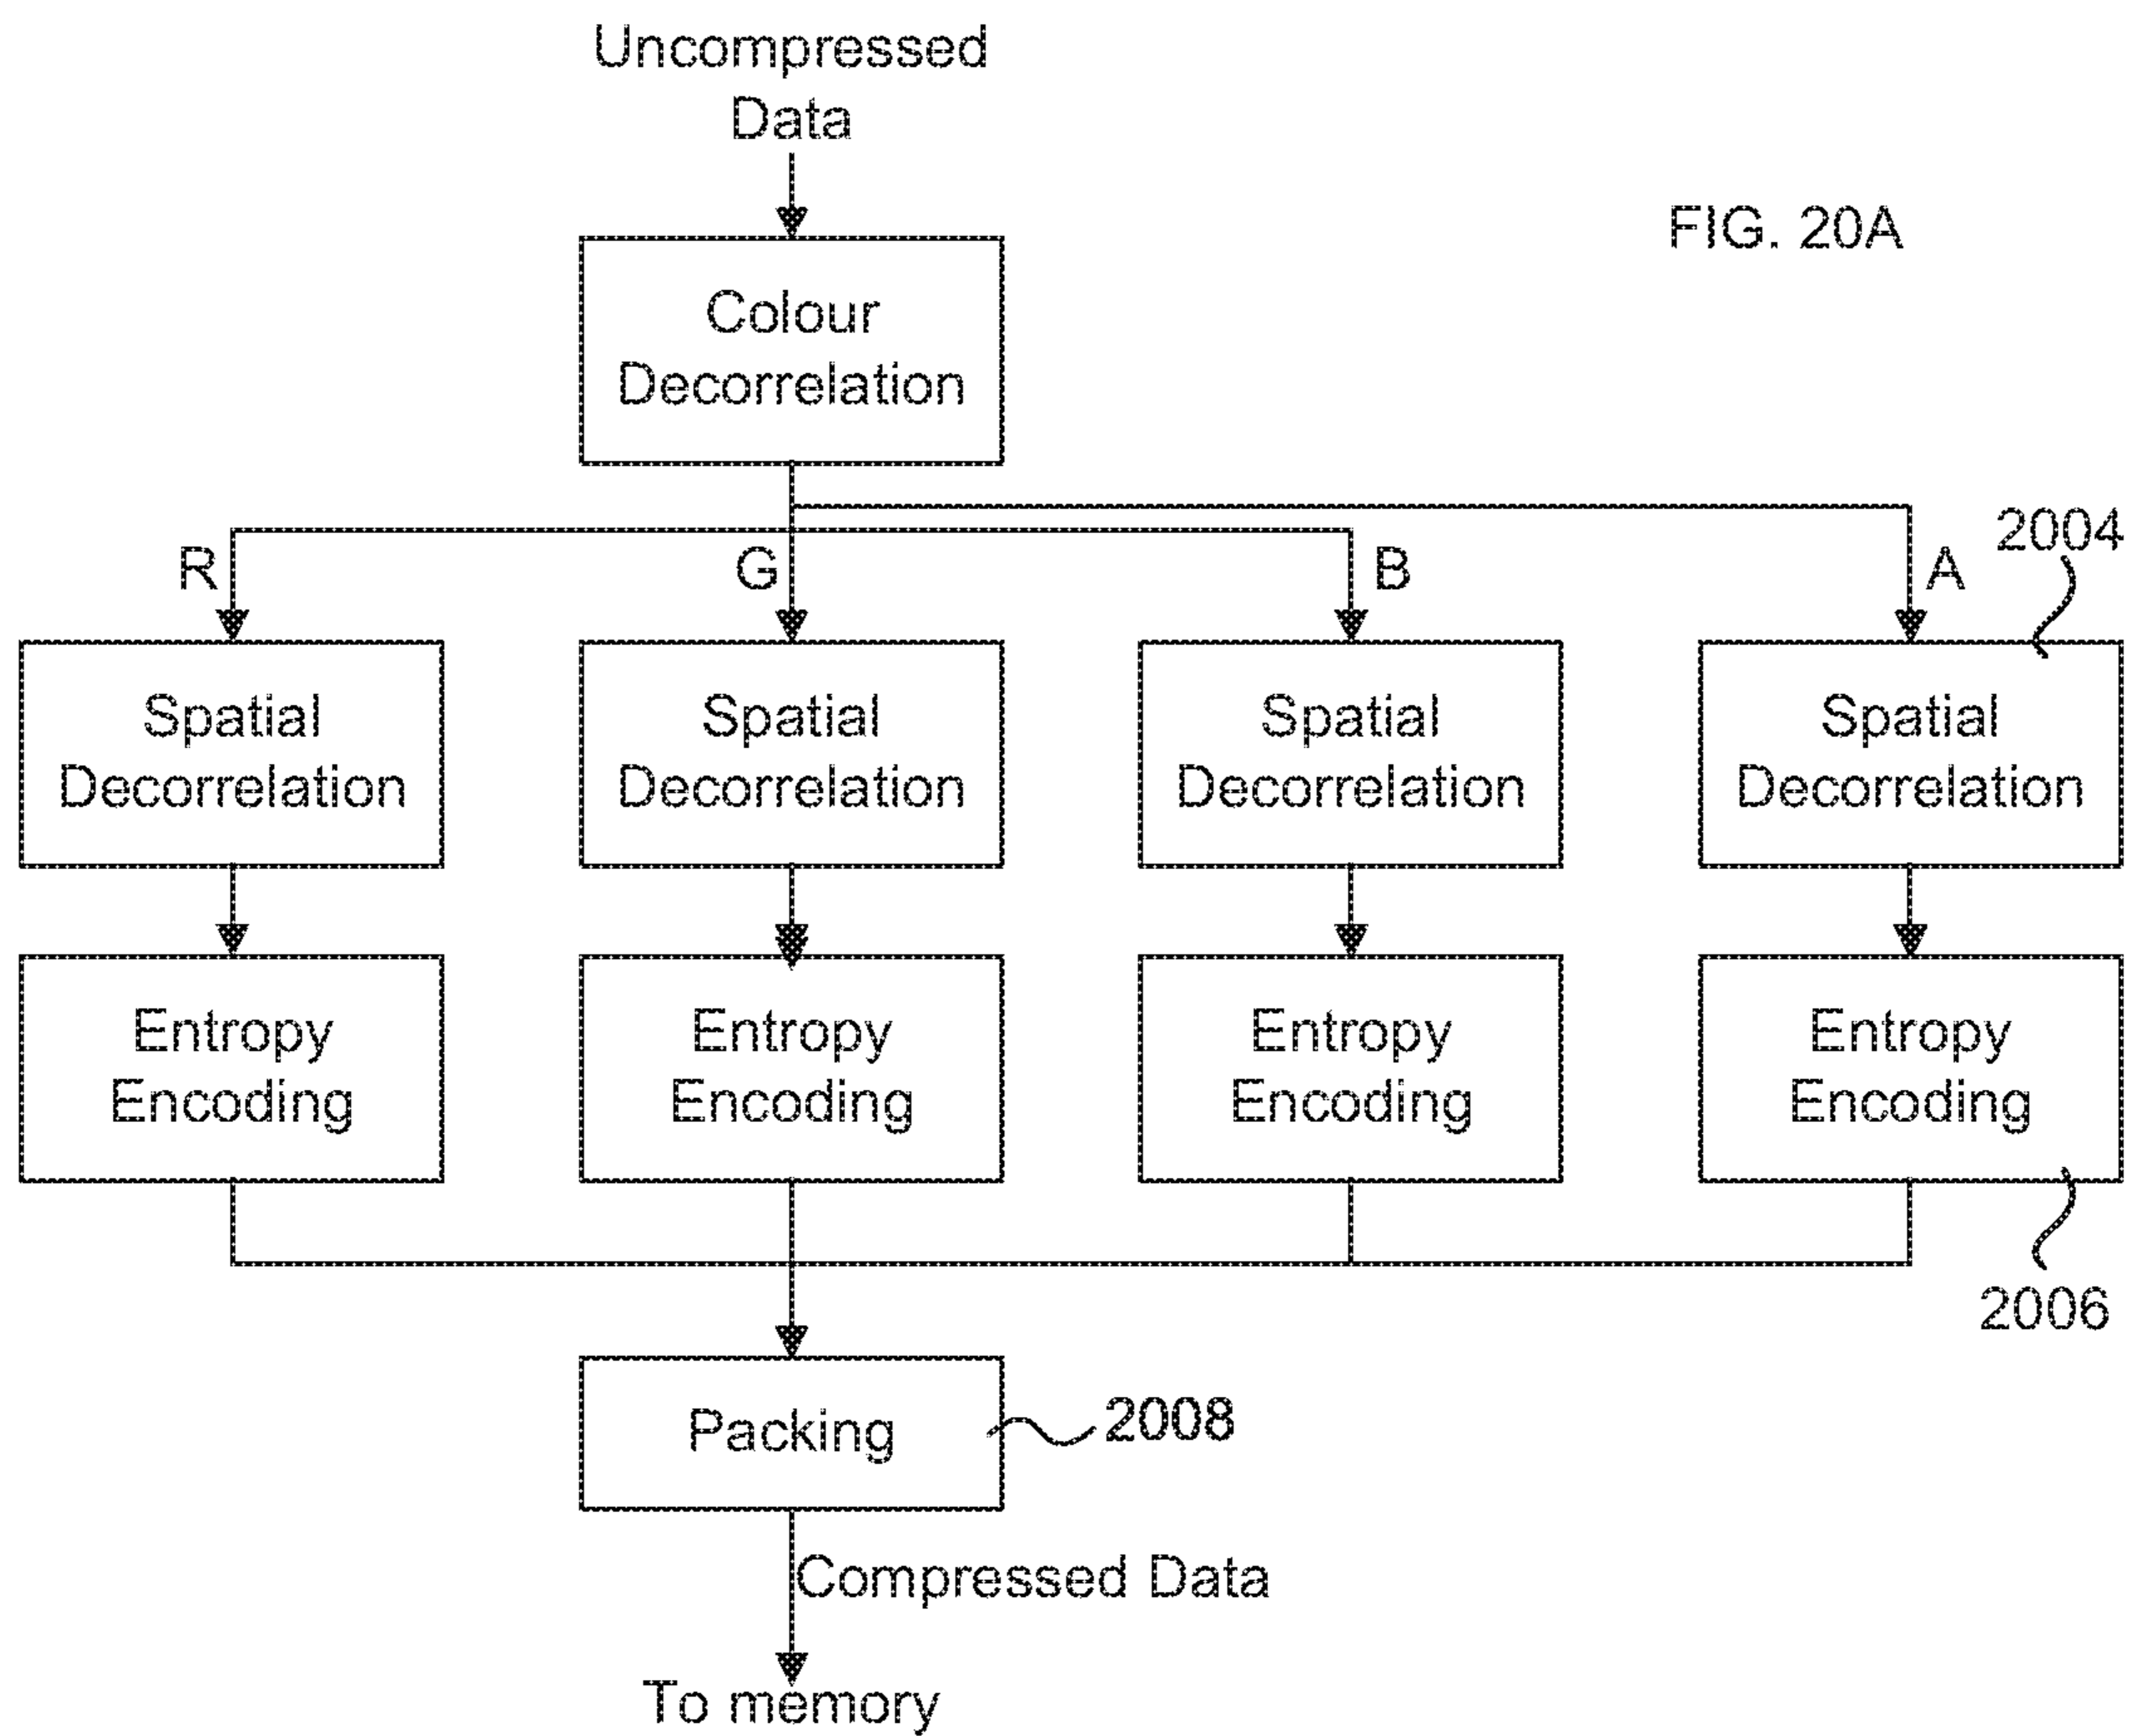 Uncompressed
Data
FIG. 20A
Colour
Decorrelation
2004
R
G
B
A
Spatial
Decorrelation
Spatial
Decorrelation
Spatial
Decorrelation
Spatial
Decorrelation
Entropy
Encoding
Entropy
Encoding
Entropy
Encoding
Entropy
Encoding
2006
Packing
2008
Compressed Data
To memory